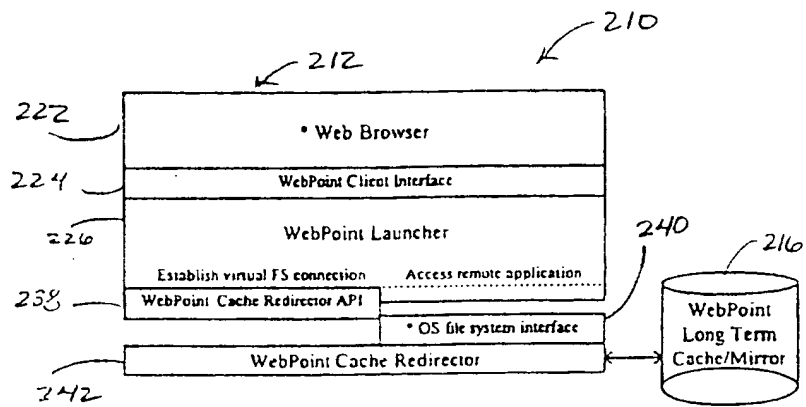 210
212
222
* Web Browser
224
WebPoint Client Interface
226
WebPoint Launcher
240
216
Establish virtual FS connection
Access remote application
238
WebPoint Cache Redirector API
* OS file system interface
WebPoint
Long Term
Cache/Mirror
WebPoint Cache Redirector
242